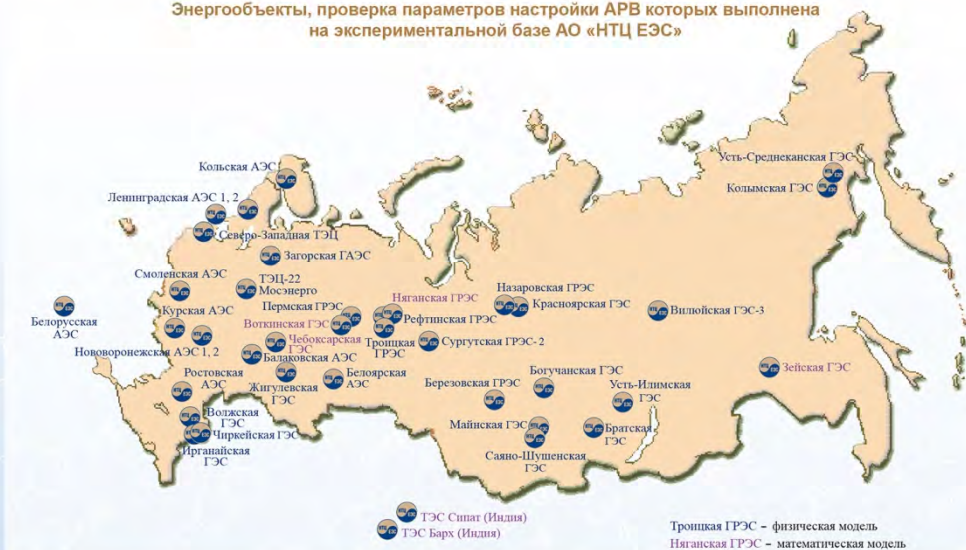 Энергообъекты, проверка параметров настройки АРВ которых выполнена
на экспериментальной базе АО «НТЦ ЕЭС»
Кольская АЭС
Усть-Среднеканская ГЭС
Колымская ГЭС
Ленинградская АЭС 1, 2
Северо-Западная ТЭЦ
Загорская ГАЭС
Смоленская АЭС
ТЭЦ-22
Мосэнерго
Назаровская ГРЭС
Красноярская ГЭС
Няганская ГРЭС
Пермская ГРЭС
Рефтинская ГРЭС
Вилюйская ГЭС-3
Белорусская
АЭС
Курская АЭС
Воткинская ГЭС
Чебоксарская
ГЭС
Троицкая
ГРЭС
Сургутская ГРЭС-2
Нововоронежская АЭС 1, 2
Балаковская АЭС
Зейская ГЭС
Ростовская
АЭС
Жигулевская
ГЭС
Белоярская
АЭС
Березовская ГРЭС
Богучанская ГЭС
Усть-Илимская
ГЭС
Волжская
ГЭС
Чиркейская ГЭС
Ирганайская
ГЭС
Майнская ГЭС
Братская
ГЭС
Саяно-Шушенская
ГЭС
ТЭС Сипат (Индия)
ТЭС Барх (Индия)
Троицкая ГРЭС – физическая модель
Няганская ГРЭС – математическая модель
НТЦ ЕЭС